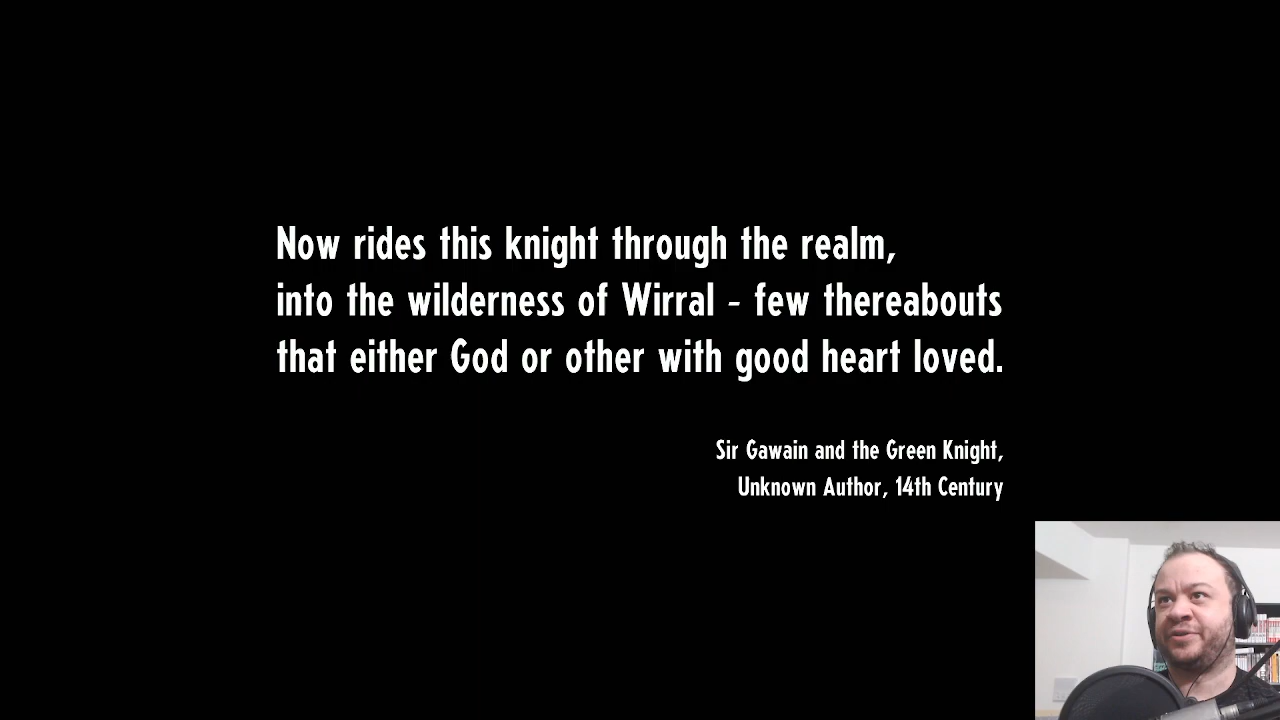 Now rides this knight through the realm,
into the wilderness of Wirral - few thereabouts
that either God or other with good heart loved.
Sir Gawain and the Green Knight,
Unknown Author, 14th Century